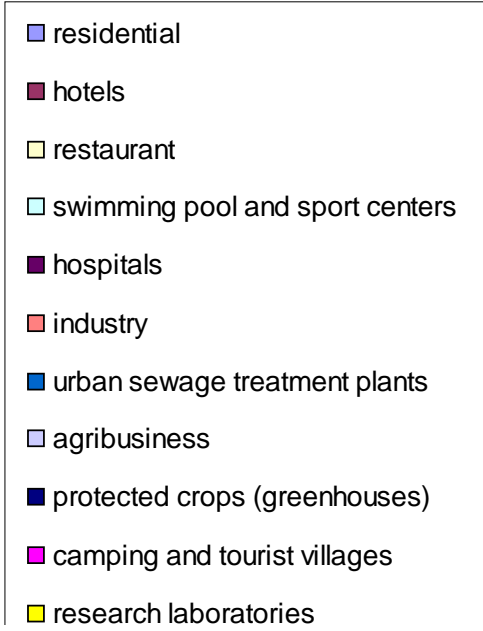 residential
hotels
restaurant
swimming pool and sport centers
hospitals
industry
urban sewage treatment plants
agribusiness
protected crops (greenhouses)
camping and tourist villages
research laboratories